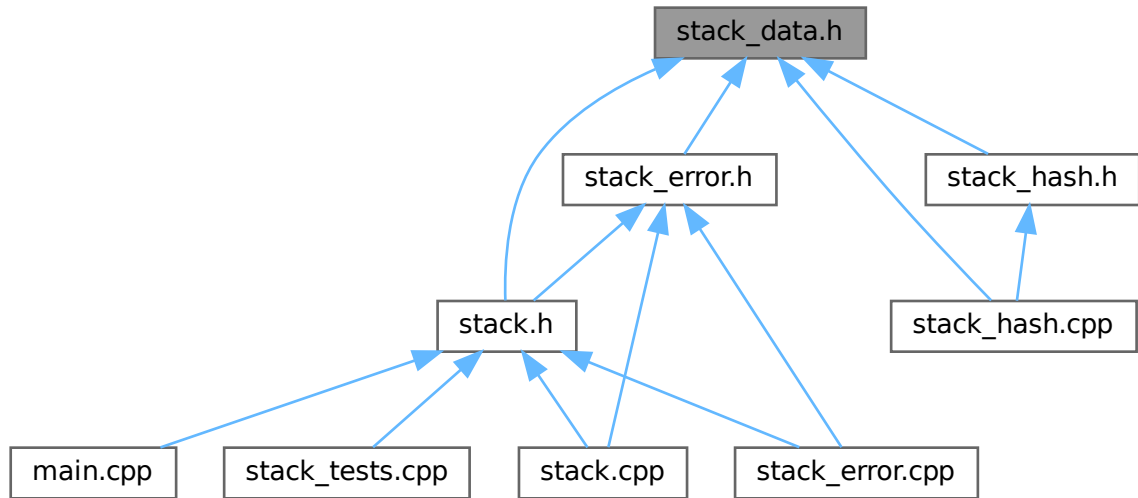 stack_data.h
stack_error.h
stack_hash.h
stack.h
stack_hash.cpp
main.cpp
stack_tests.cpp
stack.cpp
stack_error.cpp